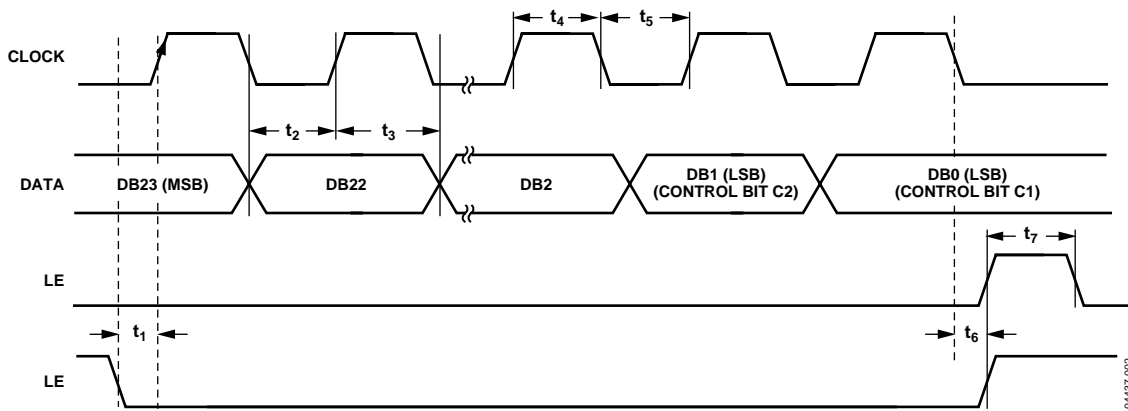 t4 t5
CLOCK
t2 t3
DATA
DB23 (MSB)
DB22
DB2
DB1 (LSB)
(CONTROL BIT C2)
DB0 (LSB)
(CONTROL BIT C1)
t7
LE
t1
t6
LE